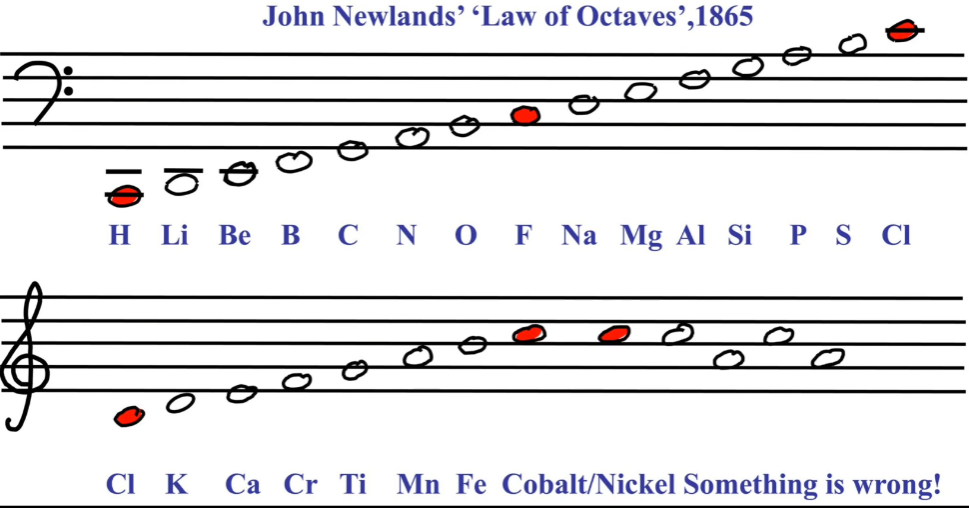 John Newlands’ ‘Law of Octaves’,1865
H Li Be B C N O F Na Mg Al Si P S Cl
Cl K Ca Cr Ti Mn Fe Cobalt/Nickel Something is wrong!